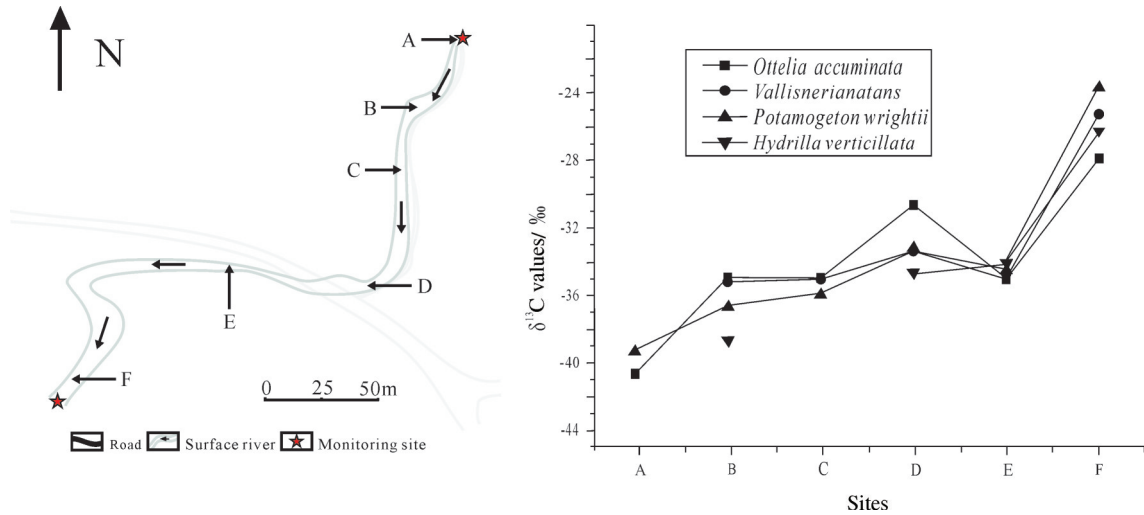 N
A
B
C
D
E
F
0 25 50m
Road
Surface river
Monitoring site
Ottelia accuminata
Vallisnerianatans
Potamogeton wrightii
Hydrilla verticillata
δ¹³C values/ ‰
-24
-28
-32
-36
-40
-44
A B C D E F
Sites